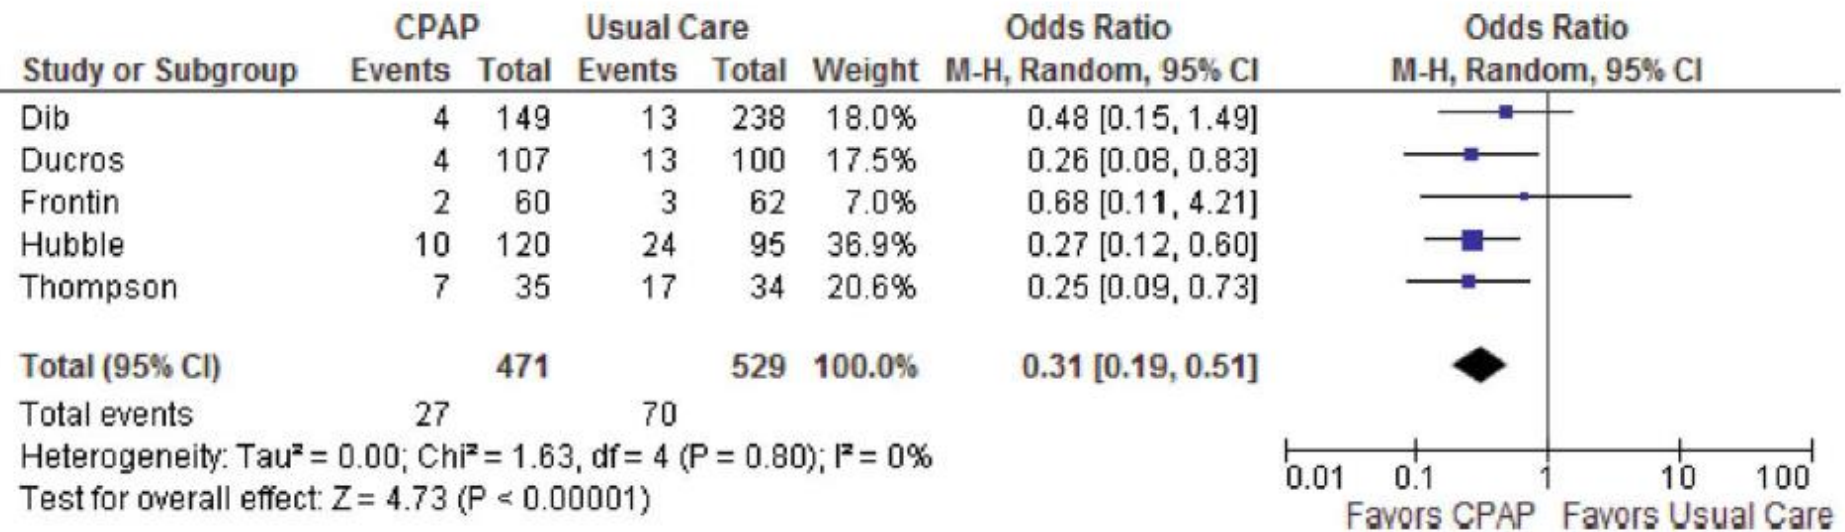 CPAP Usual Care Odds Ratio Odds Ratio
Study or Subgroup Events Total Events Total Weight M-H, Random, 95% CI M-H, Random, 95% CI
Dib 4 149 13 238 18.0% 0.48 [0.15, 1.49]
Ducros 4 107 13 100 17.5% 0.26 [0.08, 0.83]
Frontin 2 60 3 62 7.0% 0.68 [0.11, 4.21]
Hubble 10 120 24 95 36.9% 0.27 [0.12, 0.60]
Thompson 7 35 17 34 20.6% 0.25 [0.09, 0.73]
Total (95% CI) 471 529 100.0% 0.31 [0.19, 0.51]
Total events 27 70
Heterogeneity: Tau² = 0.00; Chi² = 1.63, df = 4 (P = 0.80); I² = 0%
Test for overall effect: Z = 4.73 (P < 0.00001)
0.01 0.1 1 10 100
Favors CPAP Favors Usual Care